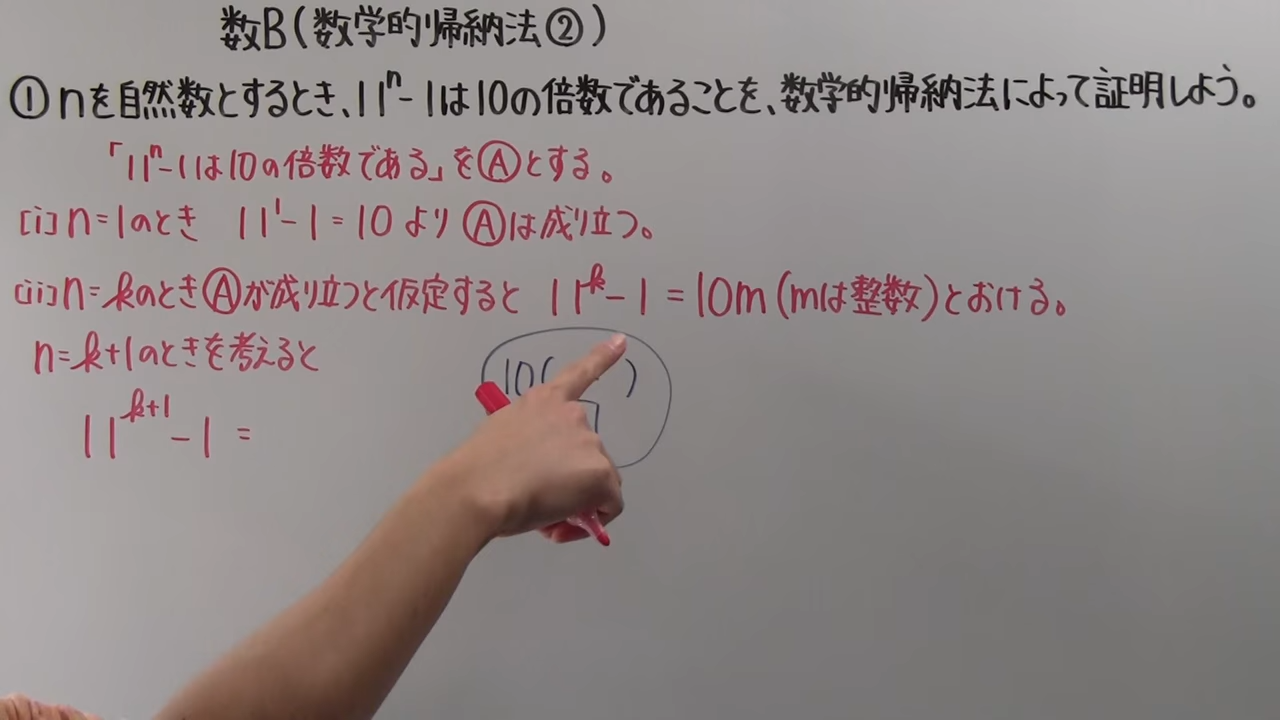 数B(数学的帰納法②)
①nを自然数とするとき、11ⁿ-1は10の倍数であることを、数学的帰納法によって証明しよう。
「11ⁿ-1は10の倍数である」をⒶとする。
[i]n=1のとき 11¹-1=10よりⒶは成り立つ。
[ii]n=kのときⒶが成り立つと仮定すると 11ᵏ-1=10m(mは整数)とおける。
n=k+1のときを考えると
10( )
11ᵏ⁺¹-1=